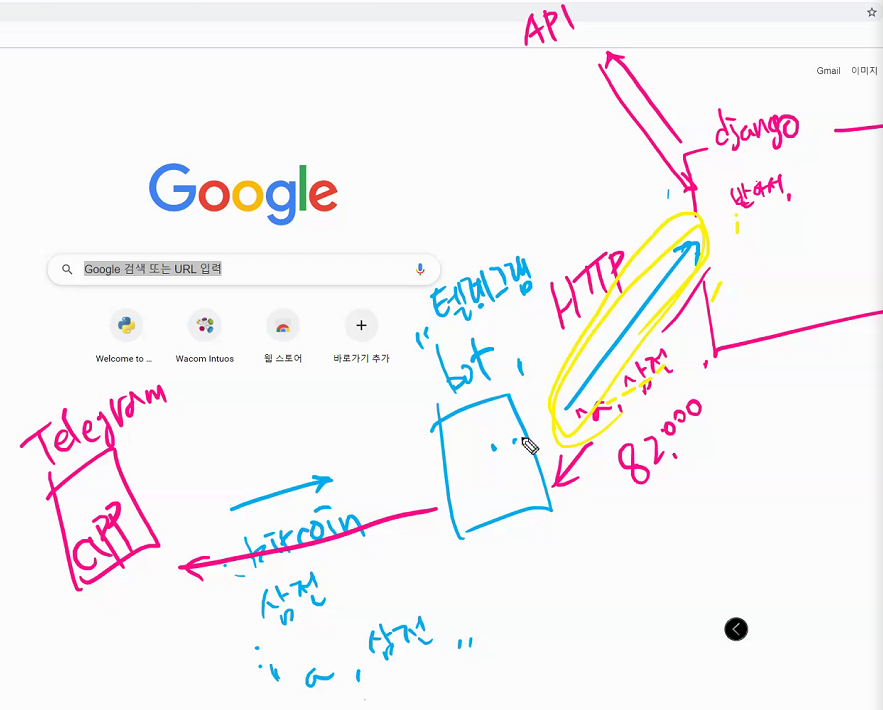 API
Gmail 이미지
django
받아서,
Google
HTTP
Google 검색 또는 URL 입력
텔레그램
bot
Welcome to ...
Wacom Intuos
웹 스토어
바로가기 추가
삼전
82,000
Telegram
APP
bitcoin
삼전
a, 삼전